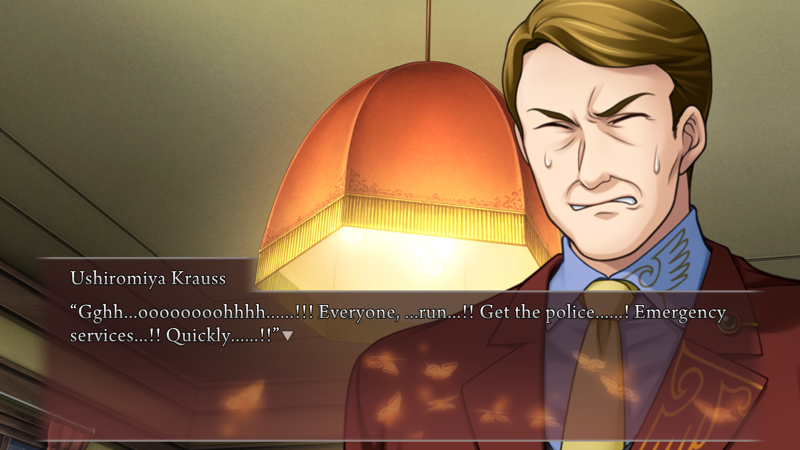 Ushiromiya Krauss
“Gghh...oooooooohhhh......!!! Everyone, ...run...!! Get the police......! Emergency
services...!! Quickly......!!”